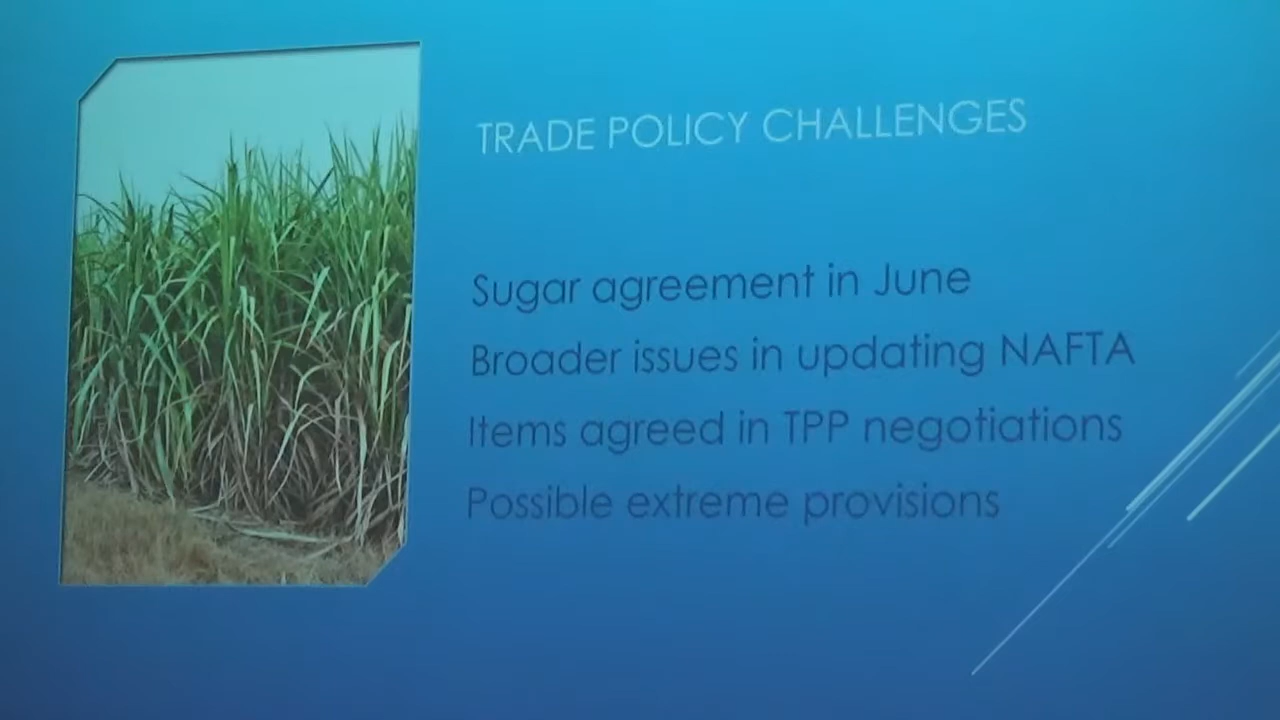 TRADE POLICY CHALLENGES
Sugar agreement in June
Broader issues in updating NAFTA
Items agreed in TPP negotiations
Possible extreme provisions